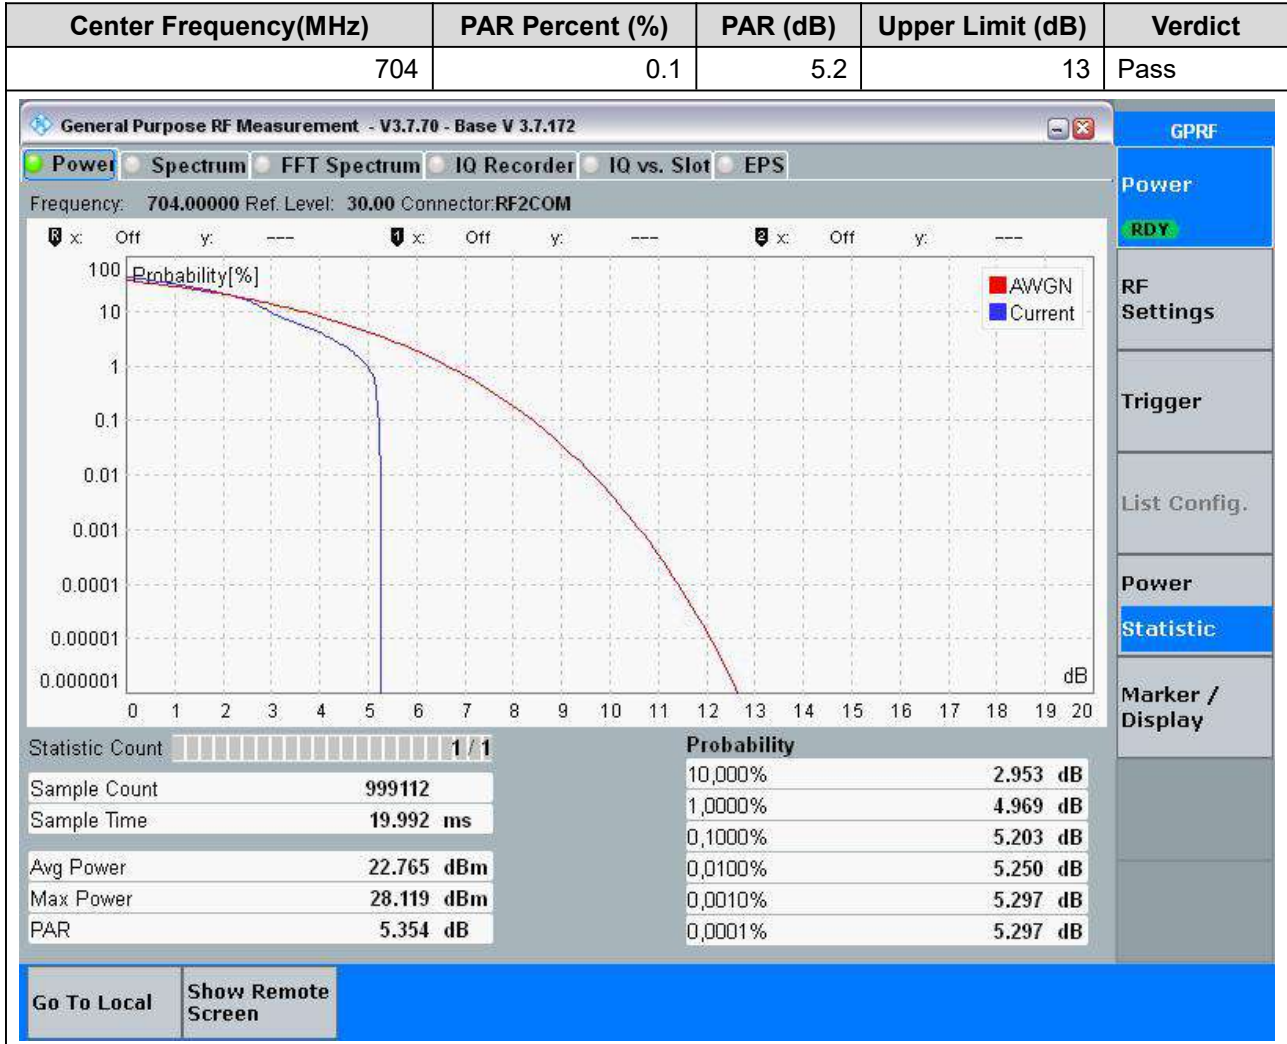 Center Frequency(MHz) PAR Percent (%) PAR (dB) Upper Limit (dB) Verdict
704 0.1 5.2 13 Pass
General Purpose RF Measurement - V3.7.70 - Base V 3.7.172
GPRF
Power Spectrum FFT Spectrum IQ Recorder IQ vs. Slot EPS
Frequency: 704.00000 Ref. Level: 30.00 Connector:RF2COM
R x: Off y: --- 1 x: Off y: --- 2 x: Off y: ---
Probability[%]
AWGN
Current
100
10
1
0.1
0.01
0.001
0.0001
0.00001
0.000001
dB
0 1 2 3 4 5 6 7 8 9 10 11 12 13 14 15 16 17 18 19 20
Statistic Count 1 / 1
Sample Count 999112
Sample Time 19.992 ms
Avg Power 22.765 dBm
Max Power 28.119 dBm
PAR 5.354 dB
Probability
10,000% 2.953 dB
1,0000% 4.969 dB
0,1000% 5.203 dB
0,0100% 5.250 dB
0,0010% 5.297 dB
0,0001% 5.297 dB
Power
RDY
RF
Settings
Trigger
List Config.
Power
Statistic
Marker /
Display
Go To Local
Show Remote
Screen